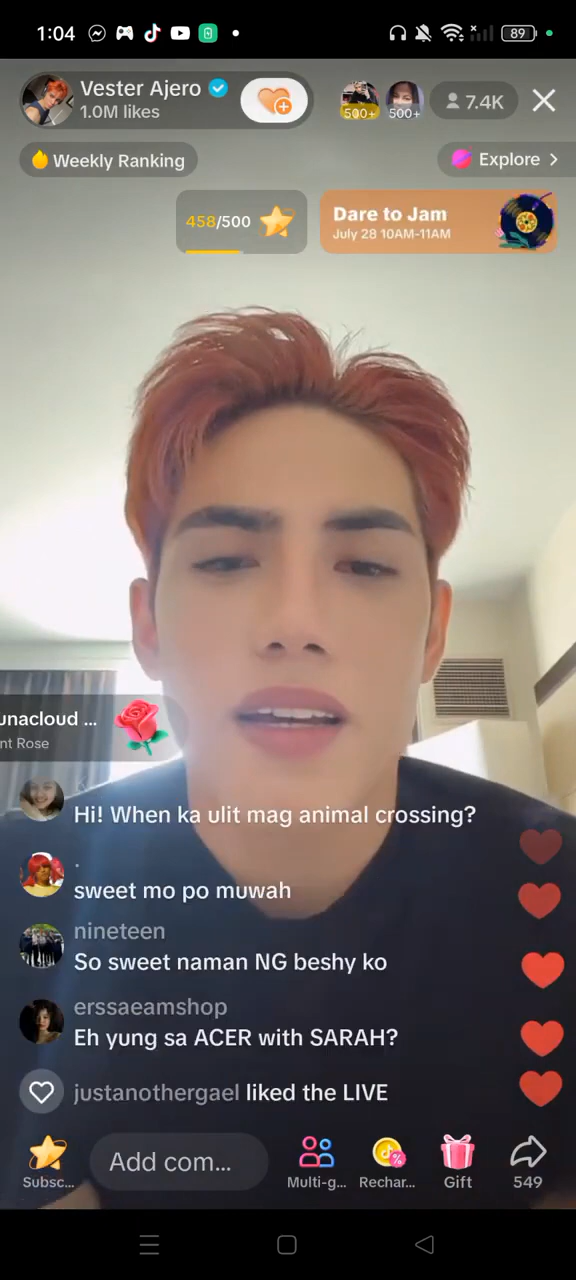 1:04
89
Vester Ajero
1.0M likes
500+
500+
7.4K
Weekly Ranking
Explore >
458/500
Dare to Jam
July 28 10AM-11AM
unacloud ...
nt Rose
Hi! When ka ulit mag animal crossing?
.
sweet mo po muwah
nineteen
So sweet naman NG beshy ko
erssaeamshop
Eh yung sa ACER with SARAH?
justanothergael liked the LIVE
Add com...
Subsc...
Multi-g...
Rechar...
Gift
549